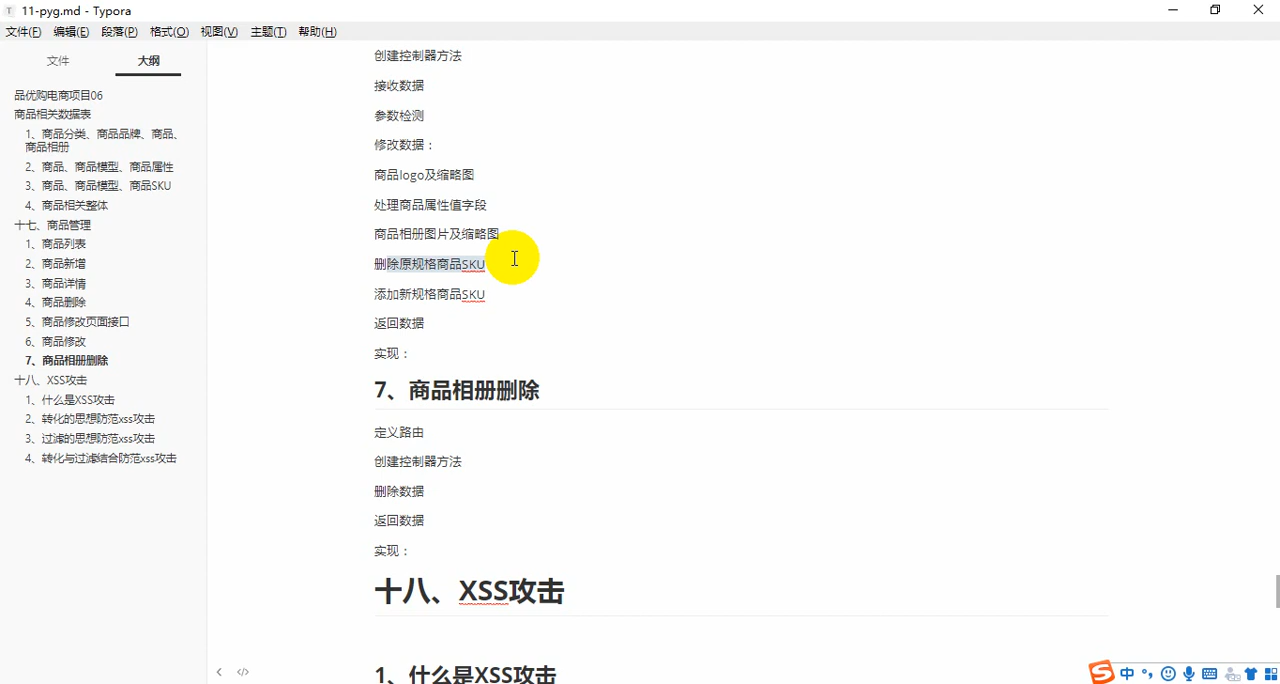 11-pyg.md - Typora
文件(F) 编辑(E) 段落(P) 格式(O) 视图(V) 主题(T) 帮助(H)
文件 大纲
品优购电商项目06
商品相关数据表
1、商品分类、商品品牌、商品、
商品相册
2、商品、商品模型、商品属性
3、商品、商品模型、商品SKU
4、商品相关整体
十七、商品管理
1、商品列表
2、商品新增
3、商品详情
4、商品删除
5、商品修改页面接口
6、商品修改
7、商品相册删除
十八、XSS攻击
1、什么是XSS攻击
2、转化的思想防范xss攻击
3、过滤的思想防范xss攻击
4、转化与过滤结合防范xss攻击
创建控制器方法
接收数据
参数检测
修改数据：
商品logo及缩略图
处理商品属性值字段
商品相册图片及缩略图
删除原规格商品SKU
添加新规格商品SKU
返回数据
实现：
7、商品相册删除
定义路由
创建控制器方法
删除数据
返回数据
实现：
十八、XSS攻击
1、什么是XSS攻击
中